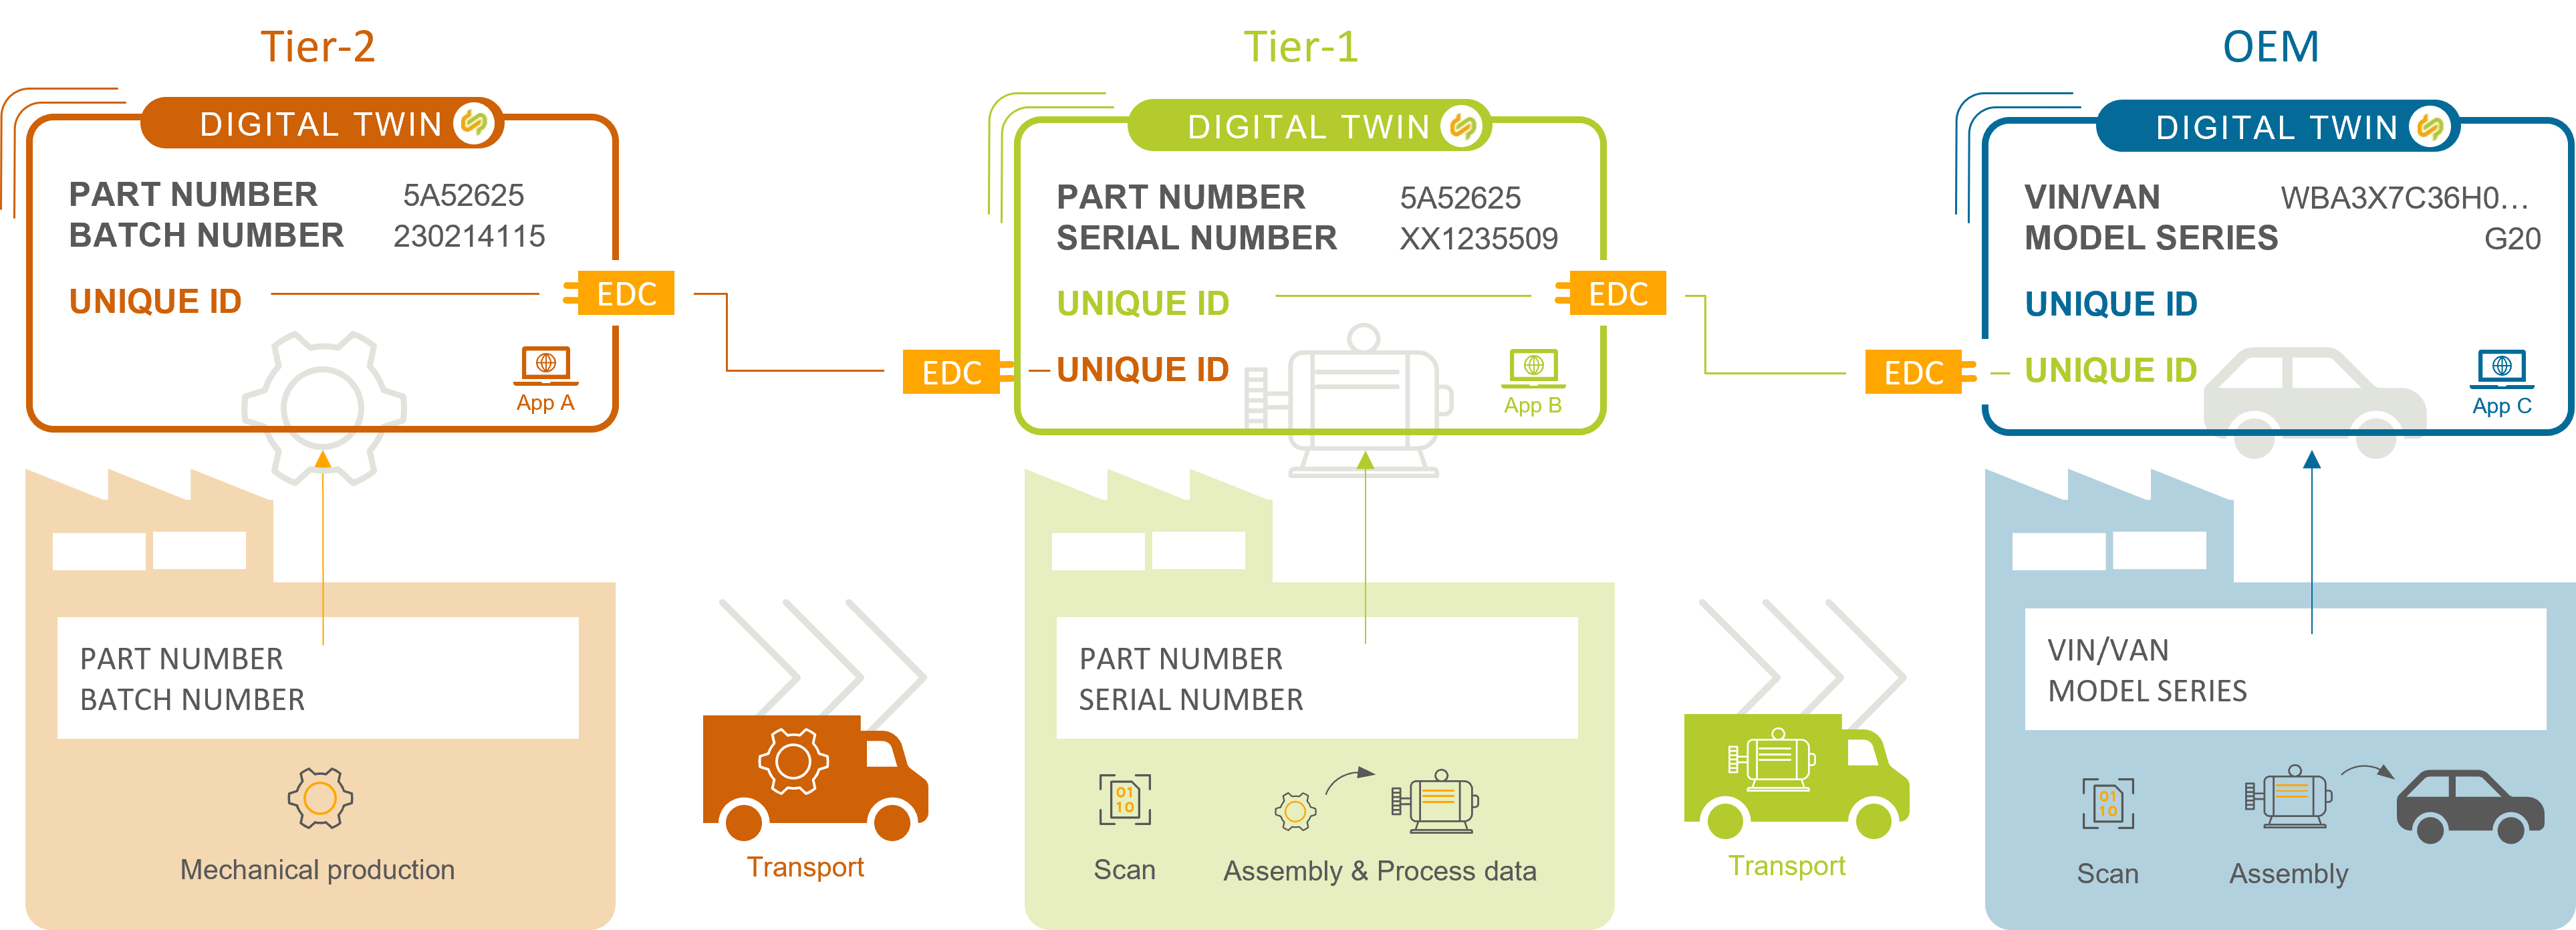 Tier-2
DIGITAL TWIN
PART NUMBER 5A52625
BATCH NUMBER 230214115
UNIQUE ID
EDC
App A
PART NUMBER
BATCH NUMBER
Mechanical production
Transport
Tier-1
DIGITAL TWIN
PART NUMBER 5A52625
SERIAL NUMBER XX1235509
UNIQUE ID
EDC
EDC
UNIQUE ID
App B
PART NUMBER
SERIAL NUMBER
01
10
Scan
Assembly & Process data
Transport
OEM
DIGITAL TWIN
VIN/VAN WBA3X7C36H0...
MODEL SERIES G20
UNIQUE ID
EDC
UNIQUE ID
App C
VIN/VAN
MODEL SERIES
01
10
Scan
Assembly